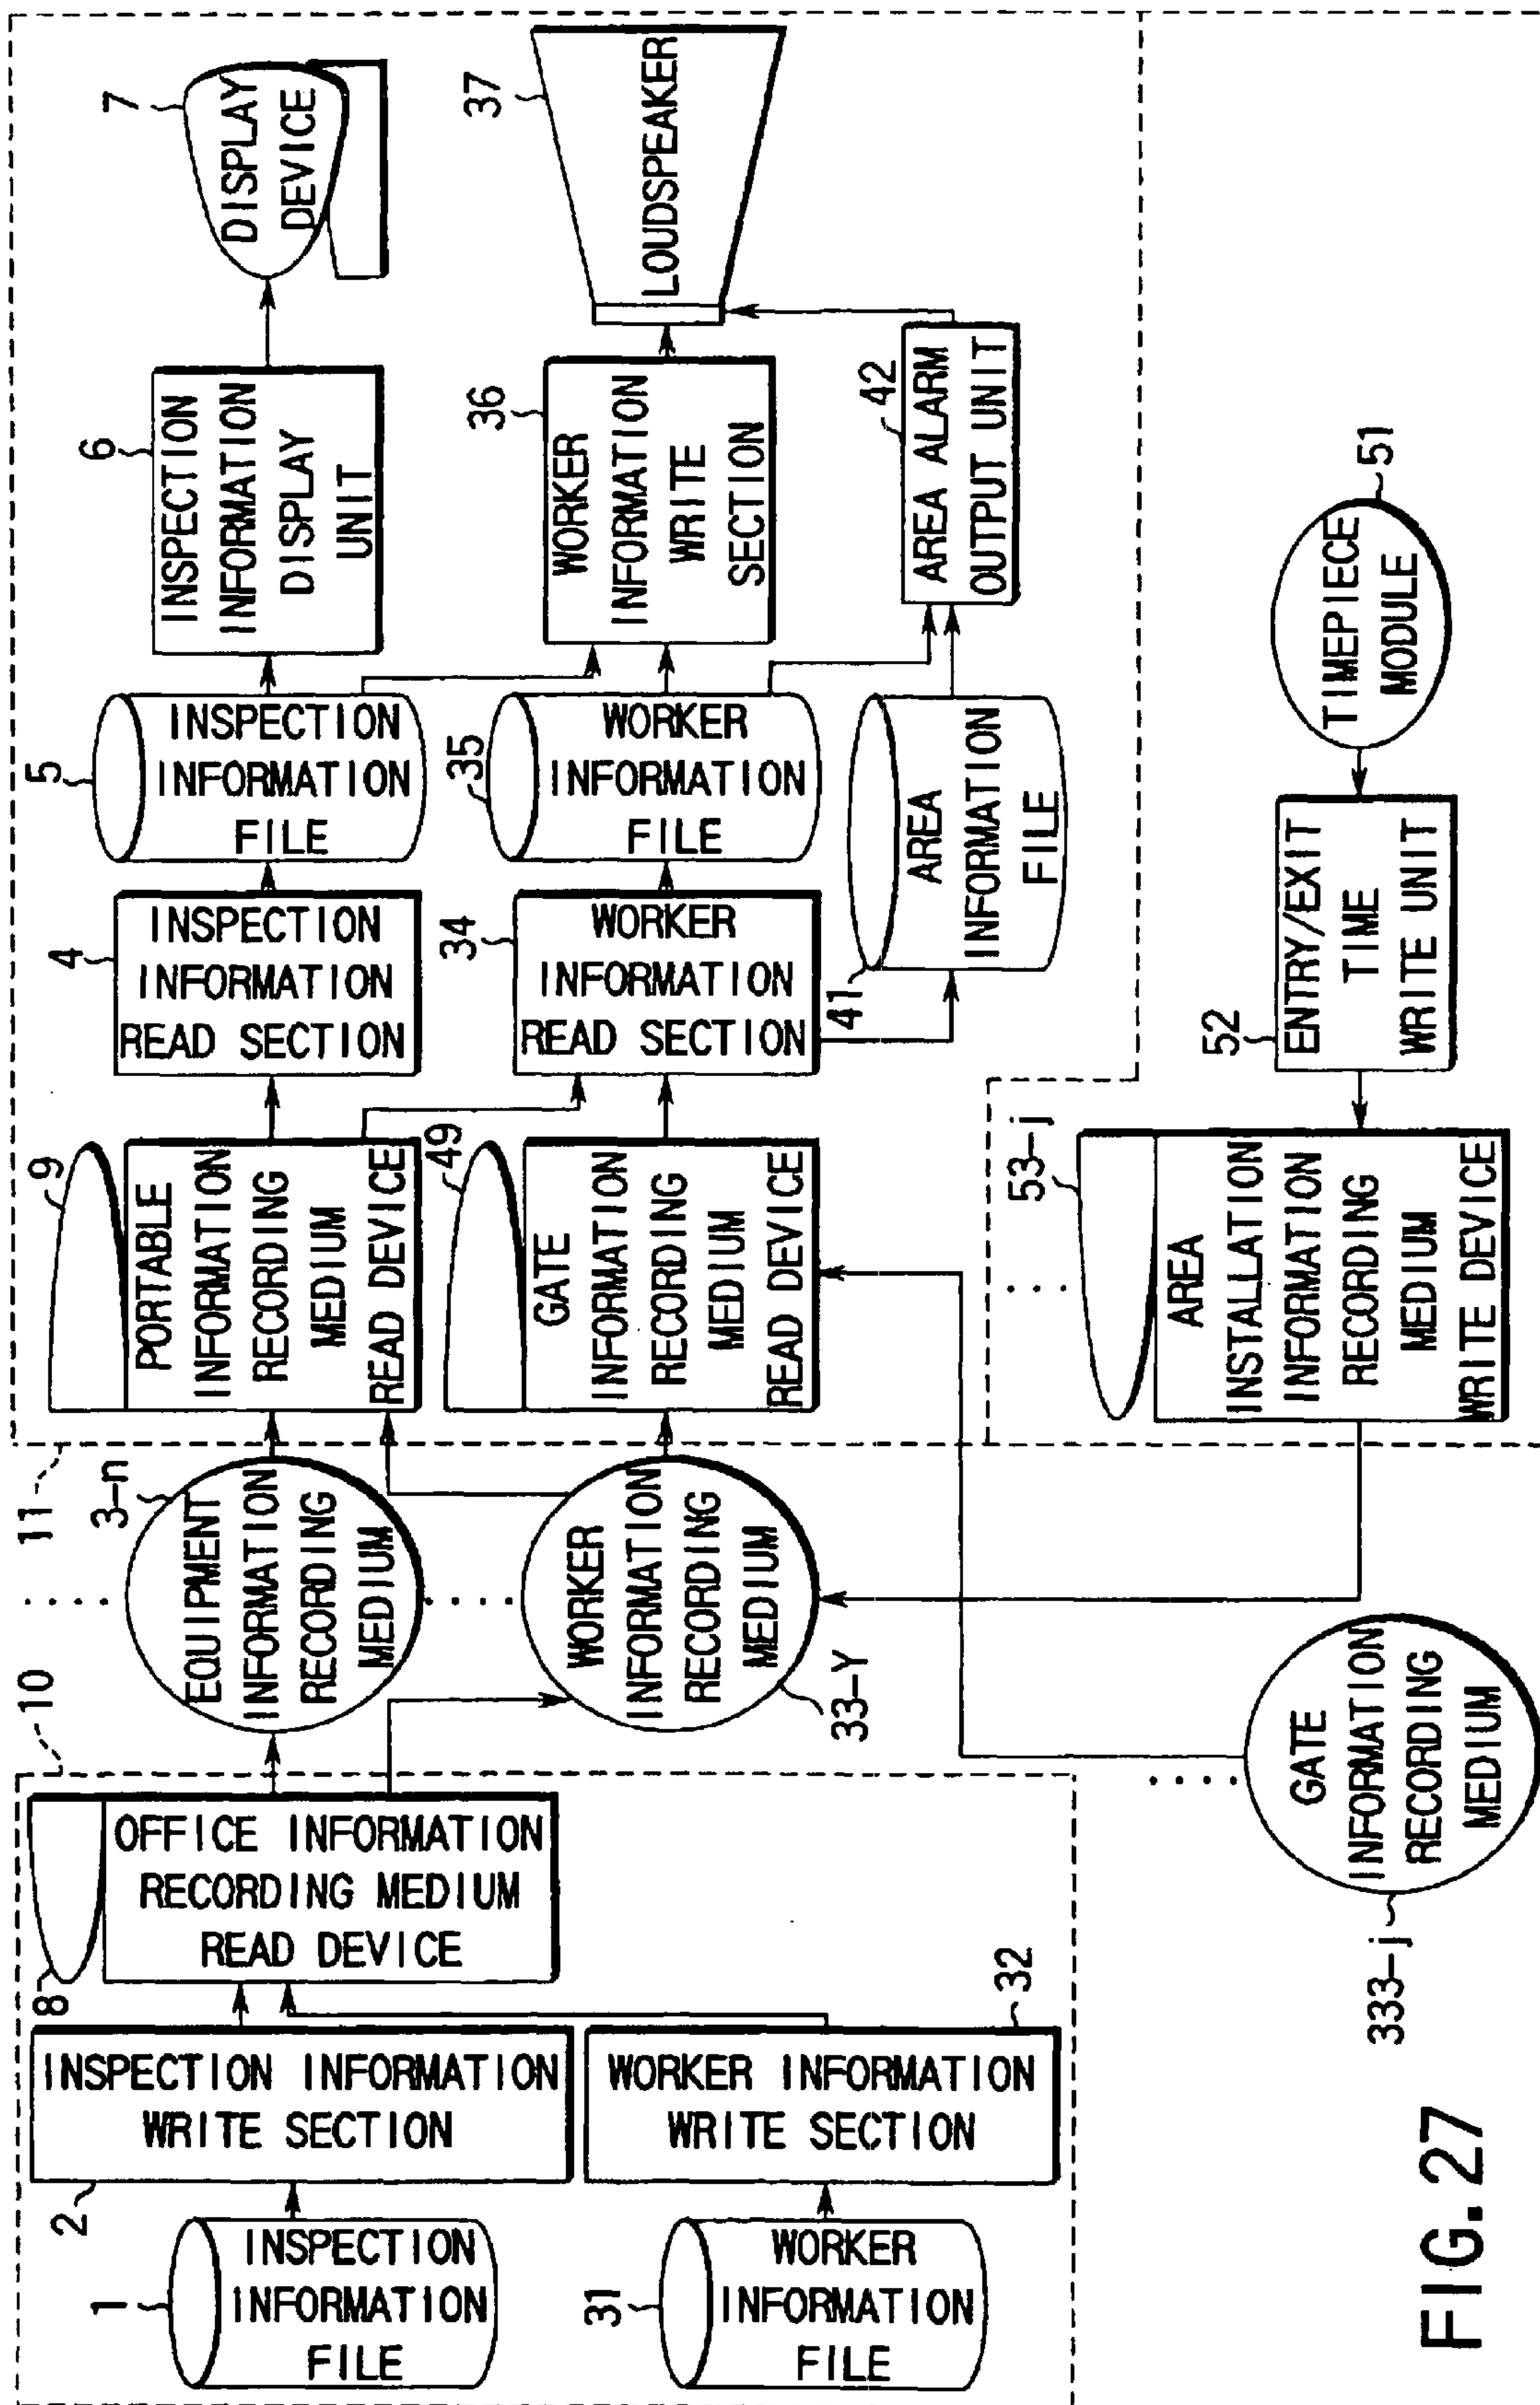 10
1
INSPECTION
INFORMATION
FILE
2
INSPECTION INFORMATION
WRITE SECTION
8
OFFICE INFORMATION
RECORDING MEDIUM
READ DEVICE
31
WORKER
INFORMATION
FILE
32
WORKER INFORMATION
WRITE SECTION
3-n
EQUIPMENT
INFORMATION
RECORDING
MEDIUM
33-Y
WORKER
INFORMATION
RECORDING
MEDIUM
11
9
PORTABLE
INFORMATION
RECORDING
MEDIUM
READ DEVICE
4
INSPECTION
INFORMATION
READ SECTION
5
INSPECTION
INFORMATION
FILE
6
INSPECTION
INFORMATION
DISPLAY
UNIT
7
DISPLAY
DEVICE
49
GATE
INFORMATION
RECORDING
MEDIUM
READ DEVICE
34
WORKER
INFORMATION
READ SECTION
35
WORKER
INFORMATION
FILE
36
WORKER
INFORMATION
WRITE
SECTION
37
LOUDSPEAKER
41
AREA
INFORMATION
FILE
42
AREA ALARM
OUTPUT UNIT
333-j
GATE
INFORMATION
RECORDING
MEDIUM
53-j
AREA
INSTALLATION
INFORMATION
RECORDING
MEDIUM
WRITE DEVICE
52
ENTRY/EXIT
TIME
WRITE UNIT
51
TIMEPIECE
MODULE
FIG. 27